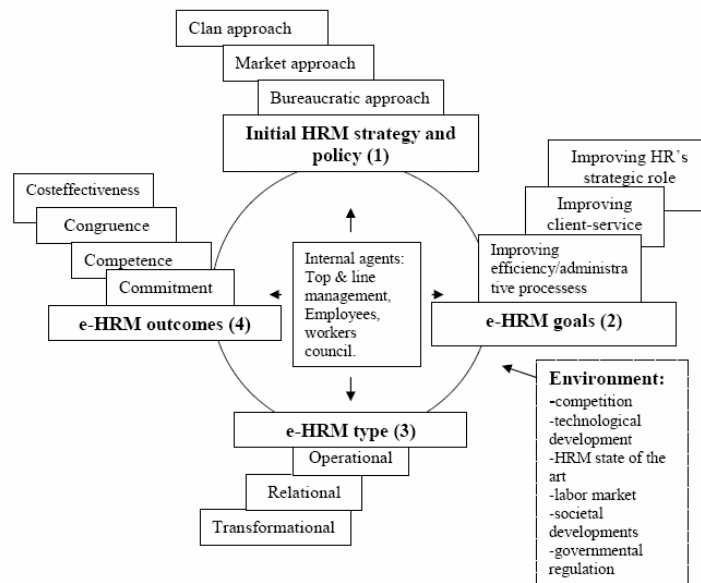 Clan approach
Market approach
Bureaucratic approach
Initial HRM strategy and
policy (1)
Improving HR's
strategic role
Improving
client-service
Improving
efficiency/administra
tive processess
e-HRM goals (2)
Costeffectiveness
Congruence
Competence
Commitment
e-HRM outcomes (4)
Internal agents:
Top & line
management,
Employees,
workers
council.
e-HRM type (3)
Operational
Relational
Transformational
Environment:
-competition
-technological
development
-HRM state of the
art
-labor market
-societal
developments
-governmental
regulation